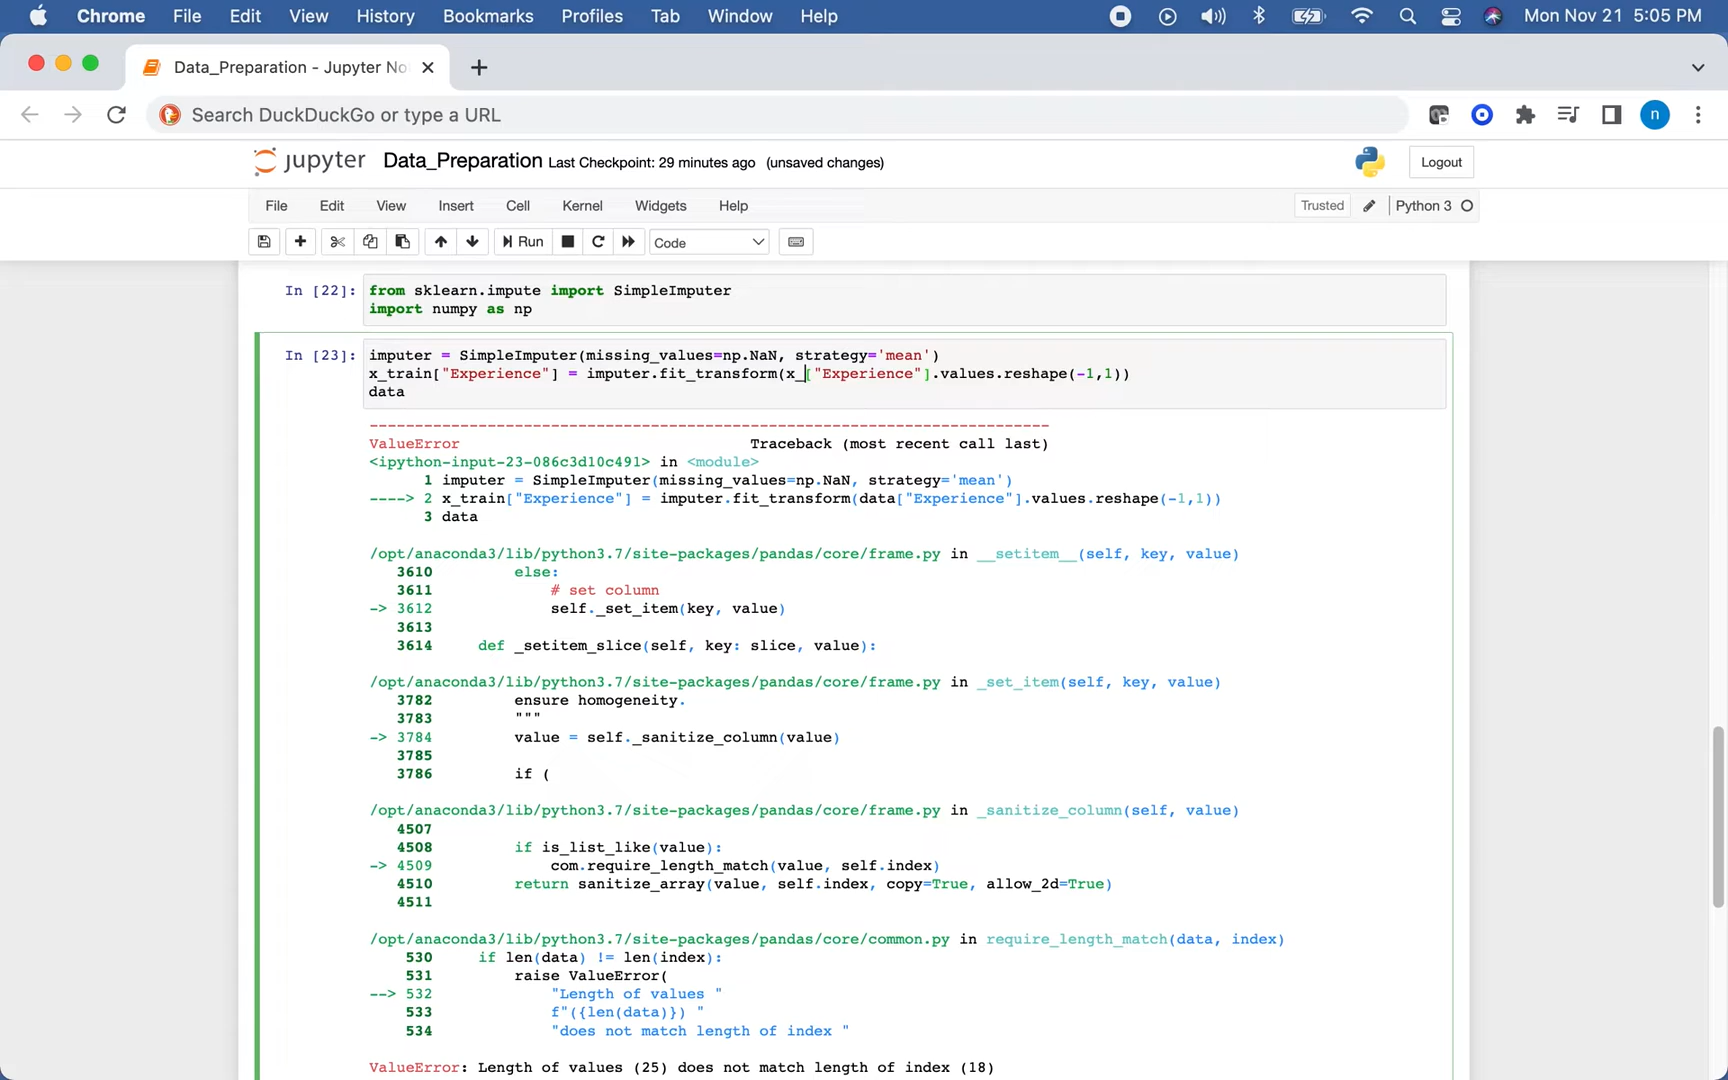 Chrome File Edit View History Bookmarks Profiles Tab Window Help Mon Nov 21 5:05 PM
Data_Preparation - Jupyter No
Search DuckDuckGo or type a URL n
jupyter Data_Preparation Last Checkpoint: 29 minutes ago (unsaved changes) Logout
File Edit View Insert Cell Kernel Widgets Help Trusted Python 3
Run Code
In [22]: from sklearn.impute import SimpleImputer
import numpy as np
In [23]: imputer = SimpleImputer(missing_values=np.NaN, strategy='mean')
x_train["Experience"] = imputer.fit_transform(x_["Experience"].values.reshape(-1,1))
data
---------------------------------------------------------------------------
ValueError Traceback (most recent call last)
<ipython-input-23-086c3d10c491> in <module>
1 imputer = SimpleImputer(missing_values=np.NaN, strategy='mean')
----> 2 x_train["Experience"] = imputer.fit_transform(data["Experience"].values.reshape(-1,1))
3 data
/opt/anaconda3/lib/python3.7/site-packages/pandas/core/frame.py in __setitem__(self, key, value)
3610 else:
3611 # set column
-> 3612 self._set_item(key, value)
3613
3614 def _setitem_slice(self, key: slice, value):
/opt/anaconda3/lib/python3.7/site-packages/pandas/core/frame.py in _set_item(self, key, value)
3782 ensure homogeneity.
3783 """
-> 3784 value = self._sanitize_column(value)
3785
3786 if (
/opt/anaconda3/lib/python3.7/site-packages/pandas/core/frame.py in _sanitize_column(self, value)
4507
4508 if is_list_like(value):
-> 4509 com.require_length_match(value, self.index)
4510 return sanitize_array(value, self.index, copy=True, allow_2d=True)
4511
/opt/anaconda3/lib/python3.7/site-packages/pandas/core/common.py in require_length_match(data, index)
530 if len(data) != len(index):
531 raise ValueError(
--> 532 "Length of values "
533 f"({len(data)}) "
534 "does not match length of index "
ValueError: Length of values (25) does not match length of index (18)